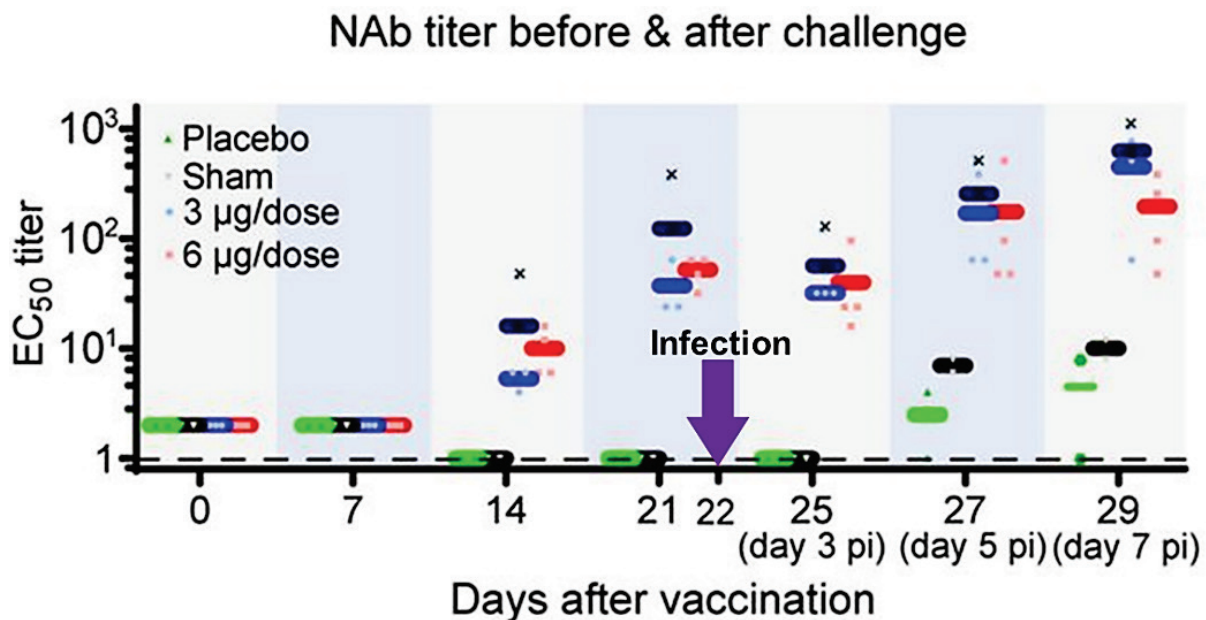 NAb titer before & after challenge
EC50 titer
10³
10²
10¹
1
Placebo
Sham
3 µg/dose
6 µg/dose
Infection
0 7 14 21 22 25 27 29
(day 3 pi) (day 5 pi) (day 7 pi)
Days after vaccination